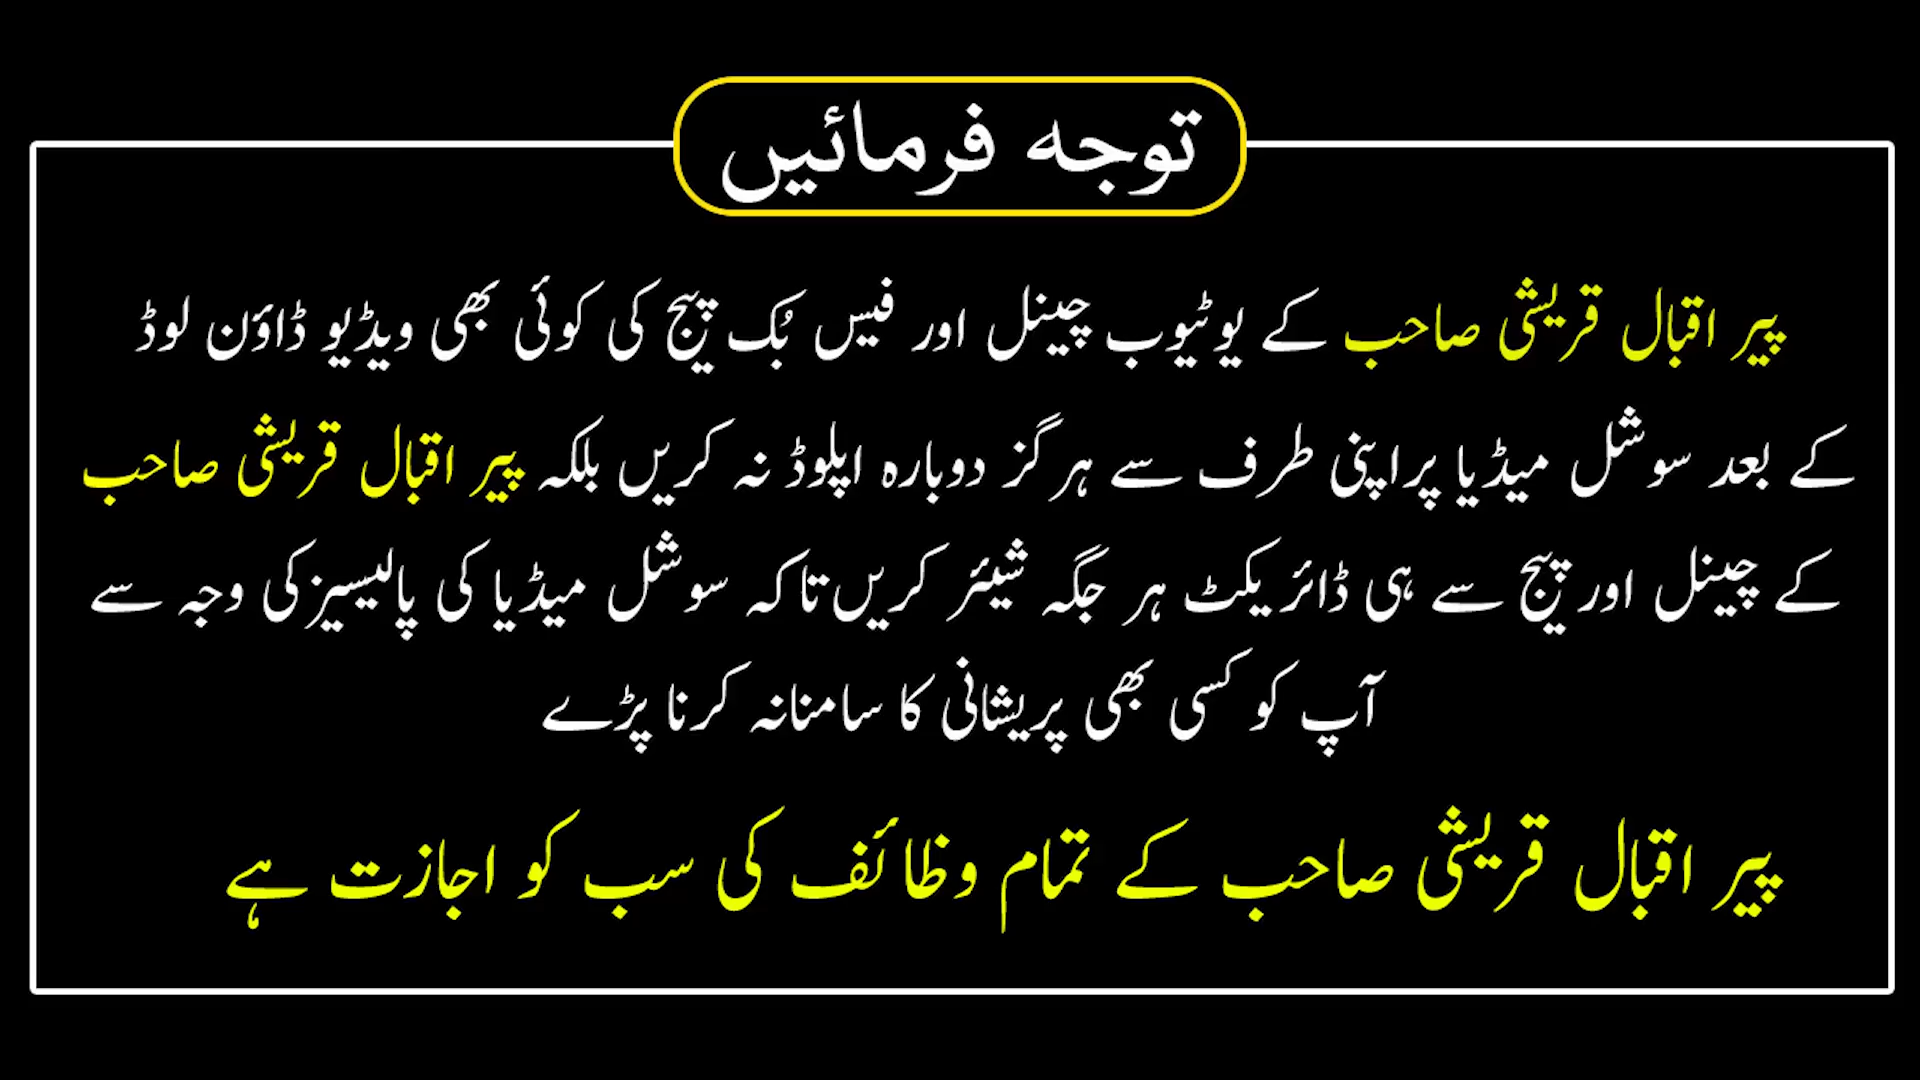 توجہ فرمائیں
پیر اقبال قریشی صاحب کے یوٹیوب چینل اور فیس بُک پیج کی کوئی بھی ویڈیو ڈاؤن لوڈ
کے بعد سوشل میڈیا پر اپنی طرف سے ہرگز دوبارہ اپلوڈ نہ کریں بلکہ پیر اقبال قریشی صاحب
کے چینل اور پیج سے ہی ڈائریکٹ ہر جگہ شیئر کریں تاکہ سوشل میڈیا کی پالیسیز کی وجہ سے
آپ کو کسی بھی پریشانی کا سامنا نہ کرنا پڑے
پیر اقبال قریشی صاحب کے تمام وظائف کی سب کو اجازت ہے